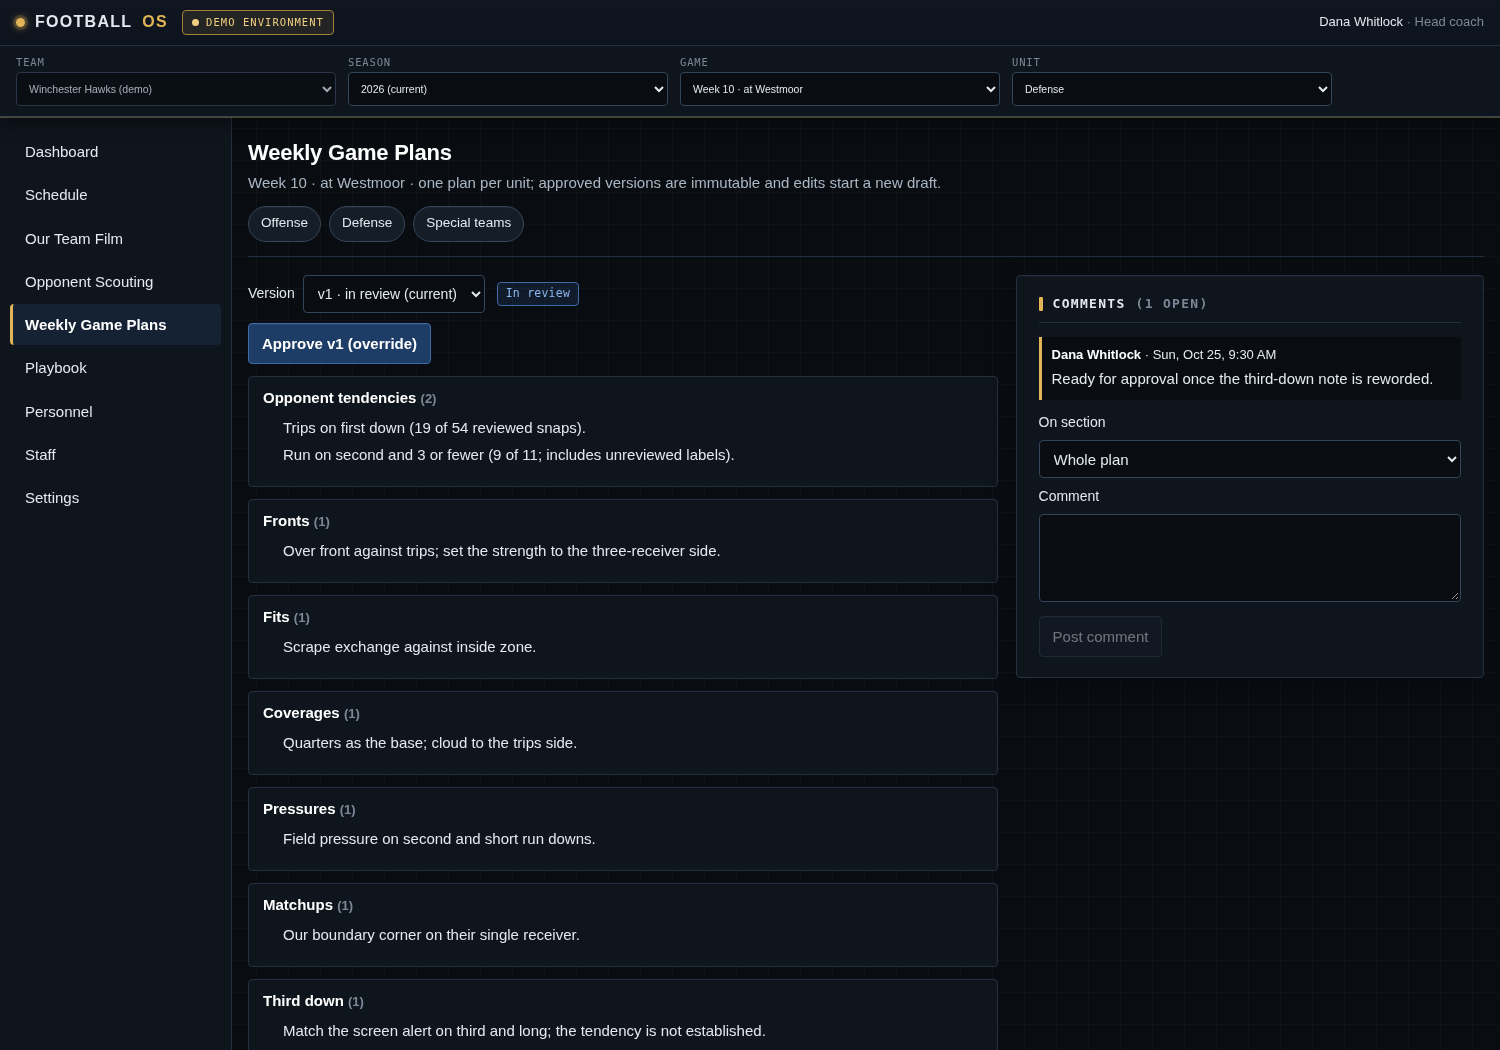 FOOTBALL OS
DEMO ENVIRONMENT
Dana Whitlock · Head coach
TEAM
Winchester Hawks (demo)
SEASON
2026 (current)
GAME
Week 10 · at Westmoor
UNIT
Defense
Dashboard
Schedule
Our Team Film
Opponent Scouting
Weekly Game Plans
Playbook
Personnel
Staff
Settings
Weekly Game Plans
Week 10 · at Westmoor · one plan per unit; approved versions are immutable and edits start a new draft.
Offense
Defense
Special teams
Version
v1 · in review (current)
In review
Approve v1 (override)
Opponent tendencies (2)
Trips on first down (19 of 54 reviewed snaps).
Run on second and 3 or fewer (9 of 11; includes unreviewed labels).
Fronts (1)
Over front against trips; set the strength to the three-receiver side.
Fits (1)
Scrape exchange against inside zone.
Coverages (1)
Quarters as the base; cloud to the trips side.
Pressures (1)
Field pressure on second and short run downs.
Matchups (1)
Our boundary corner on their single receiver.
Third down (1)
Match the screen alert on third and long; the tendency is not established.
COMMENTS (1 OPEN)
Dana Whitlock · Sun, Oct 25, 9:30 AM
Ready for approval once the third-down note is reworded.
On section
Whole plan
Comment
Post comment